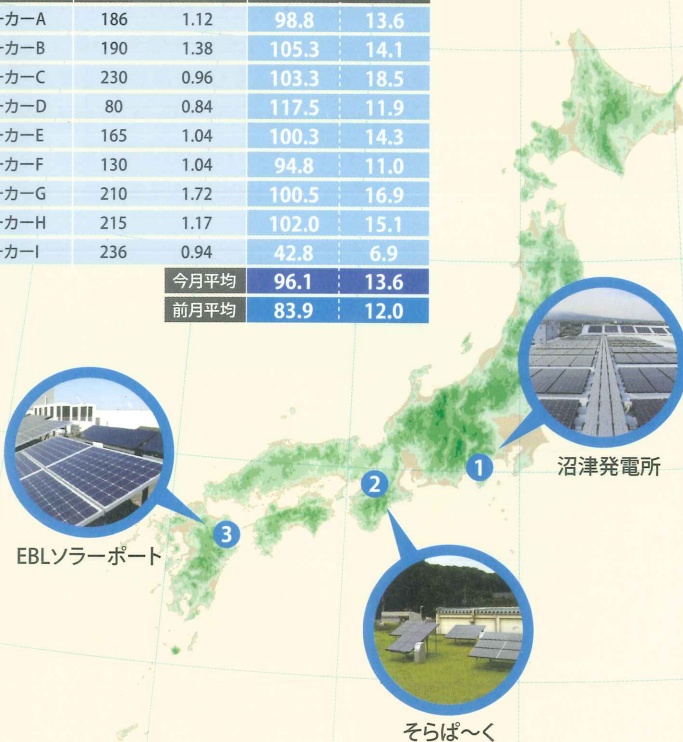 ーカーA 186 1.12 98.8 13.6
ーカーB 190 1.38 105.3 14.1
ーカーC 230 0.96 103.3 18.5
ーカーD 80 0.84 117.5 11.9
ーカーE 165 1.04 100.3 14.3
ーカーF 130 1.04 94.8 11.0
ーカーG 210 1.72 100.5 16.9
ーカーH 215 1.17 102.0 15.1
ーカーI 236 0.94 42.8 6.9
今月平均 96.1 13.6
前月平均 83.9 12.0
沼津発電所
1
2
3
EBLソラーポート
そらぱ〜く